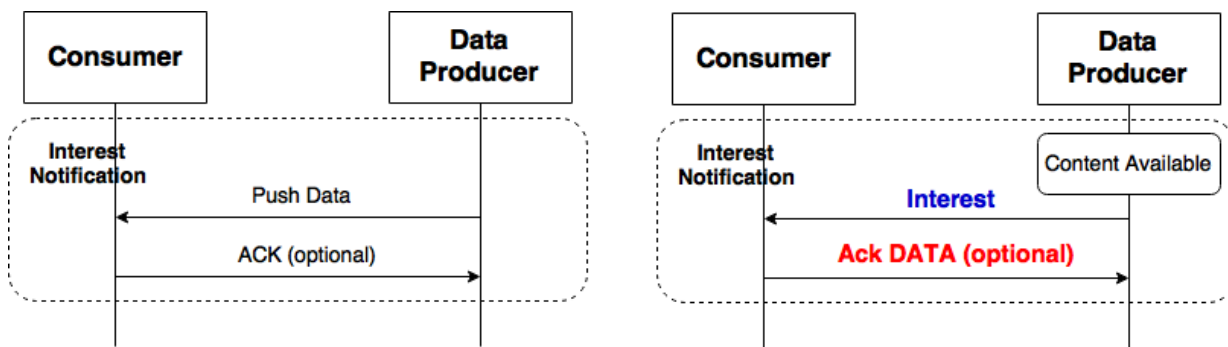 Consumer
Data
Producer
Interest
Notification
Push Data
ACK (optional)
Consumer
Data
Producer
Interest
Notification
Content Available
Interest
Ack DATA (optional)